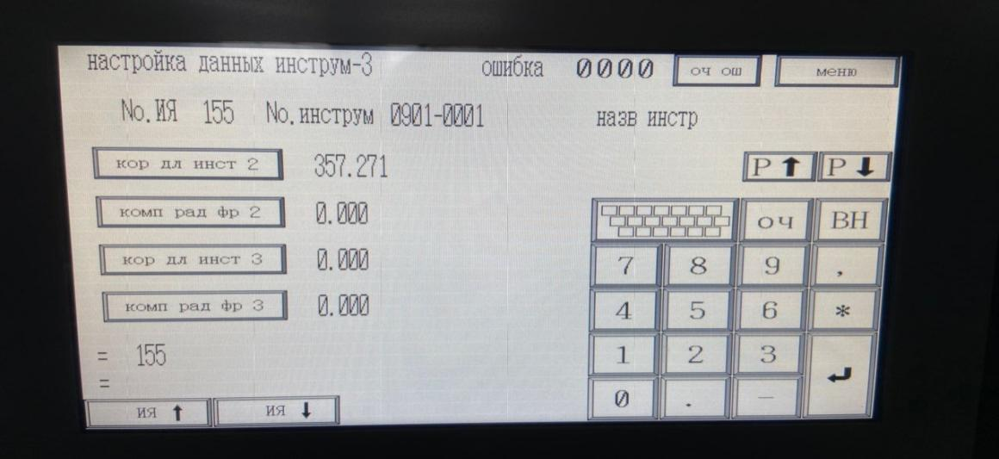 настройка данных инструм-3 ошибка 0000 оч ош меню
No.ИЯ 155 No.инструм 0901-0001 назв инстр
кор дл инст 2 357.271 P ↑ P ↓
комп рад фр 2 0.000 оч ВН
7 8 9 ,
кор дл инст 3 0.000
4 5 6 *
комп рад фр 3 0.000
1 2 3
= 155
=
0 . —
ия ↑ ия ↓